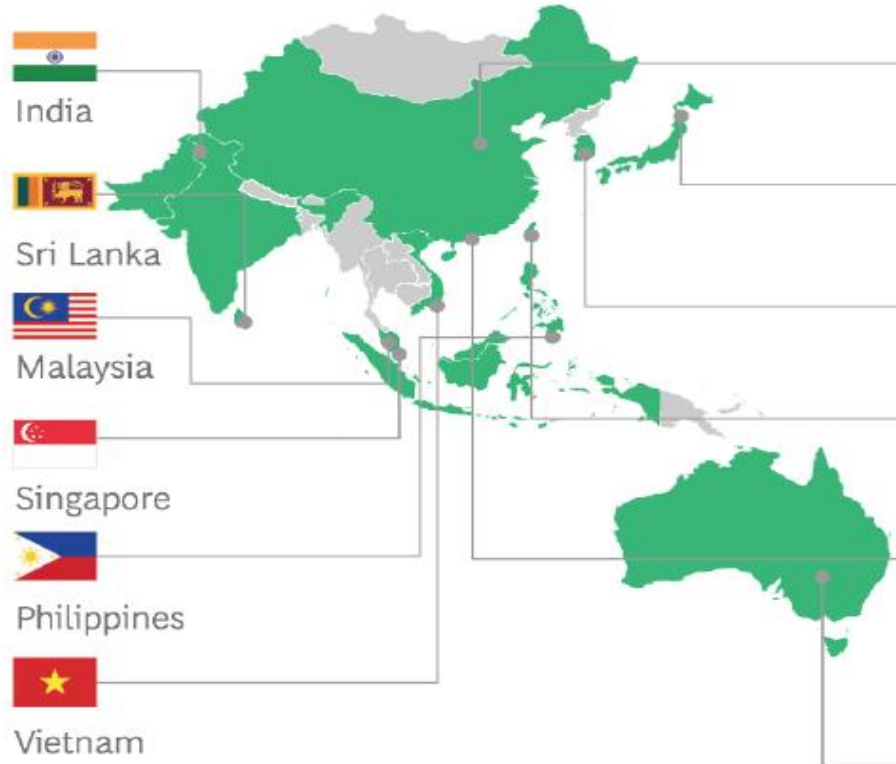 India
Sri Lanka
Malaysia
Singapore
Philippines
Vietnam